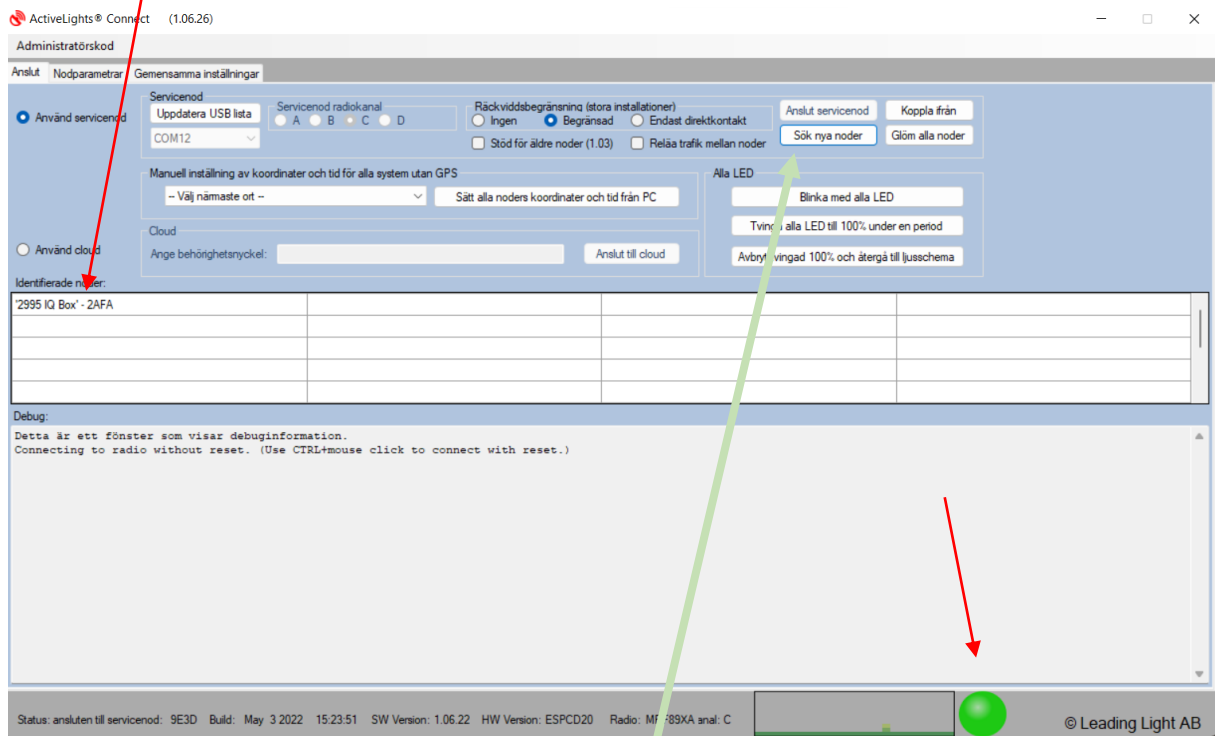 ActiveLights® Connect (1.06.26)
Administratörskod
Anslut Nodparametrar Gemensamma inställningar
Använd servicenod
Servicenod
Uppdatera USB lista
COM12
Servicenod radiokanal
A B C D
Räckviddsbegränsning (stora installationer)
Ingen Begränsad Endast direktkontakt
Stöd för äldre noder (1.03) Reläa trafik mellan noder
Anslut servicenod Koppla ifrån
Sök nya noder Glöm alla noder
Manuell inställning av koordinater och tid för alla system utan GPS
-- Välj närmaste ort -- Sätt alla noders koordinater och tid från PC
Alla LED
Blinka med alla LED
Tvinga alla LED till 100% under en period
Avbryt tvingad 100% och återgå till ljusschema
Använd cloud
Cloud
Ange behörighetsnyckel: Anslut till cloud
Identifierade noder:
'2995 IQ Box' - 2AFA
Debug:
Detta är ett fönster som visar debuginformation.
Connecting to radio without reset. (Use CTRL+mouse click to connect with reset.)
Status: ansluten till servicenod: 9E3D Build: May 3 2022 15:23:51 SW Version: 1.06.22 HW Version: ESPCD20 Radio: MRF89XA anal: C
© Leading Light AB